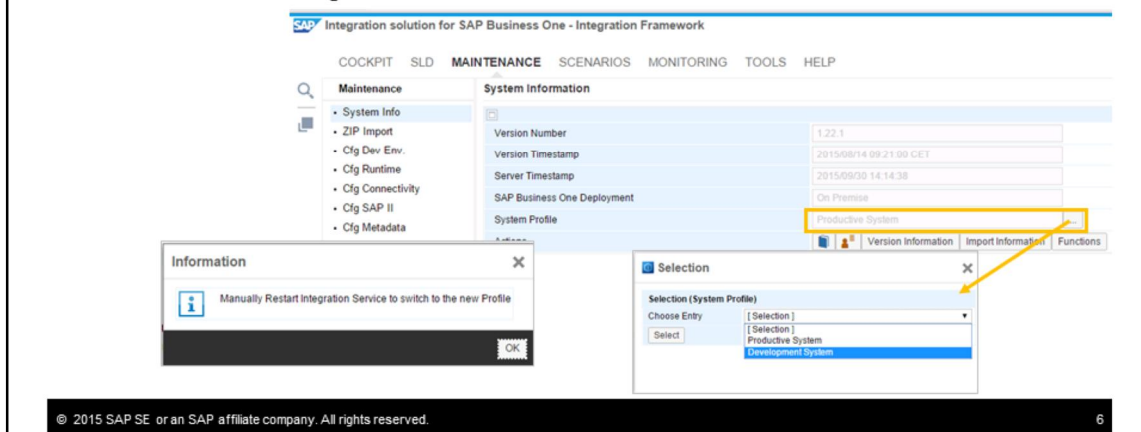 SAP Integration solution for SAP Business One - Integration Framework
COCKPIT SLD MAINTENANCE SCENARIOS MONITORING TOOLS HELP
Maintenance
System Info
ZIP Import
Cfg Dev Env.
Cfg Runtime
Cfg Connectivity
Cfg SAP II
Cfg Metadata
System Information
Version Number 1.22.1
Version Timestamp 2015/08/14 09:21:00 CET
Server Timestamp 2015/09/30 14:14:38
SAP Business One Deployment On Premise
System Profile Productive System ...
Version Information Import Information Functions
Information
Manually Restart Integration Service to switch to the new Profile
OK
Selection
Selection (System Profile)
Choose Entry [ Selection ]
Select
[ Selection ]
Productive System
Development System
© 2015 SAP SE or an SAP affiliate company. All rights reserved. 6